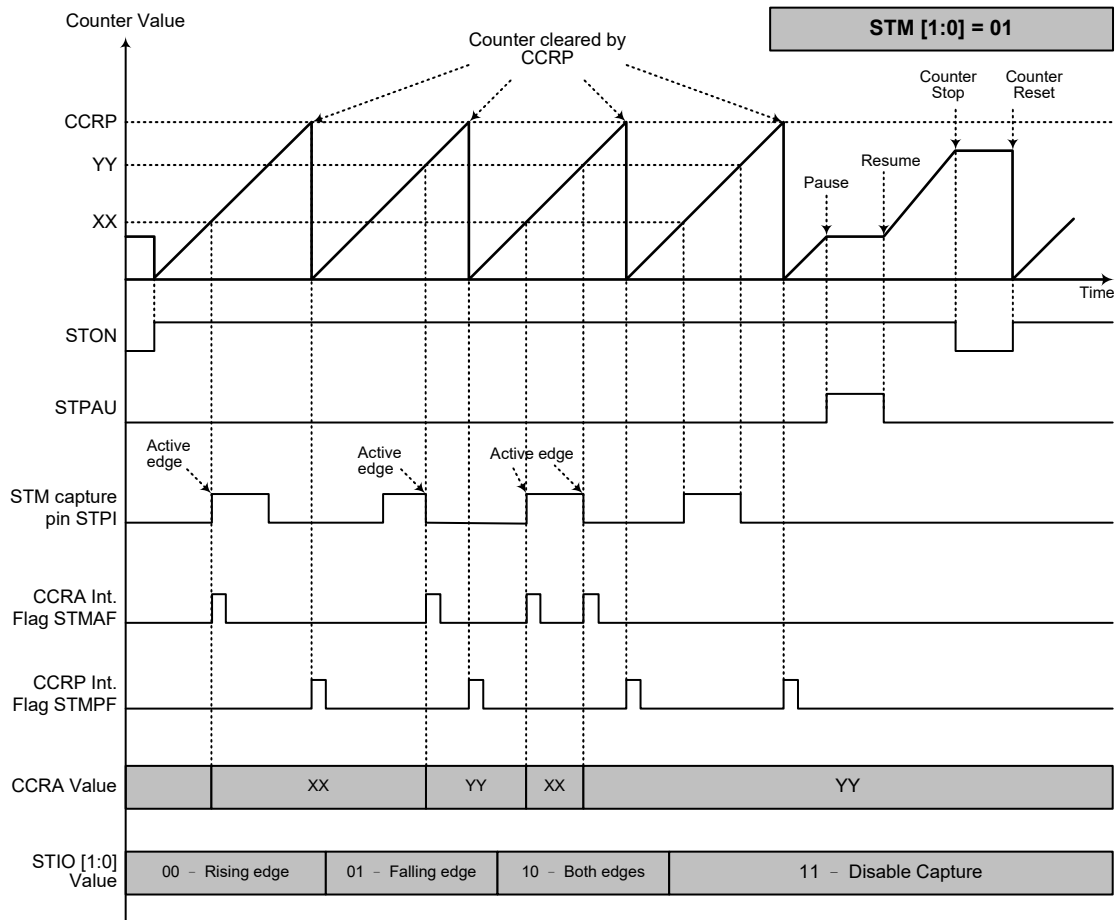 Counter Value
STM [1:0] = 01
Counter cleared by
CCRP
Counter
Stop
Counter
Reset
CCRP
YY
XX
Pause
Resume
Time
STON
STPAU
Active
edge
Active
edge
Active edge
STM capture
pin STPI
CCRA Int.
Flag STMAF
CCRP Int.
Flag STMPF
CCRA Value
XX
YY
XX
YY
STIO [1:0]
Value
00 – Rising edge
01 – Falling edge
10 – Both edges
11 – Disable Capture